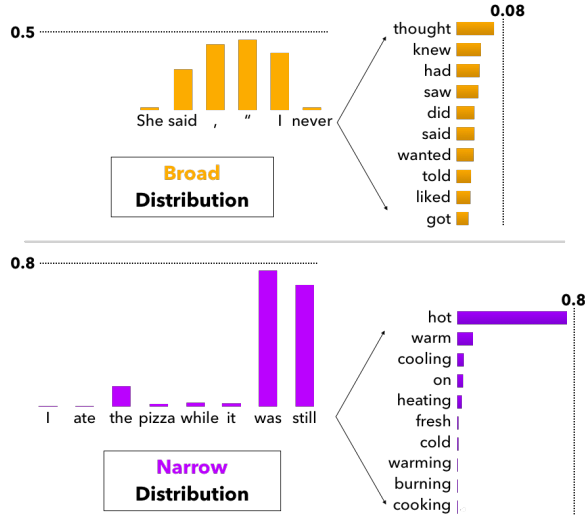 0.08
0.5
thought
knew
had
saw
did
said
wanted
told
liked
got
She said , “ I never
Broad
Distribution
0.8
0.8
hot
warm
cooling
on
heating
fresh
cold
warming
burning
cooking
I ate the pizza while it was still
Narrow
Distribution